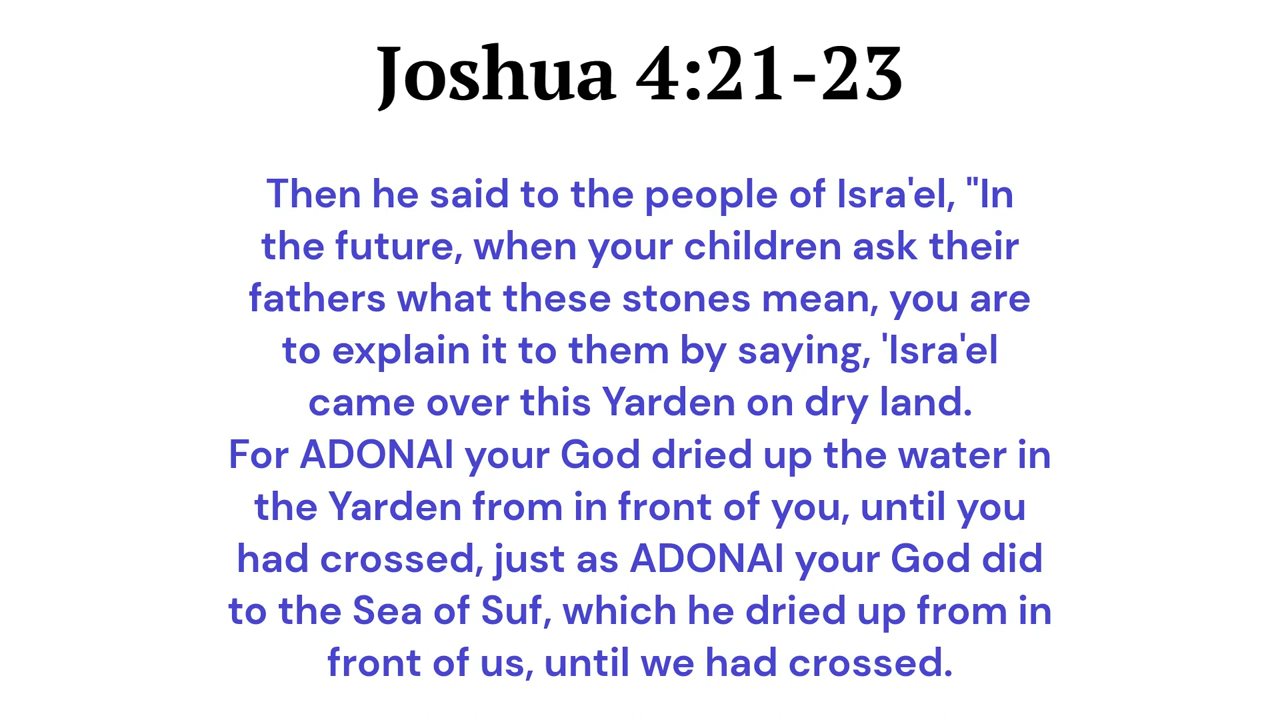 Joshua 4:21-23
Then he said to the people of Isra'el, "In
the future, when your children ask their
fathers what these stones mean, you are
to explain it to them by saying, 'Isra'el
came over this Yarden on dry land.
For ADONAI your God dried up the water in
the Yarden from in front of you, until you
had crossed, just as ADONAI your God did
to the Sea of Suf, which he dried up from in
front of us, until we had crossed.